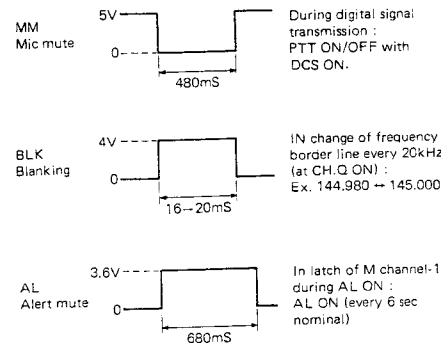 MM
Mic mute
5V
0
480mS
During digital signal
transmission :
PTT ON/OFF with
DCS ON.
BLK
Blanking
4V
0
16~20mS
IN change of frequency
border line every 20kHz
(at CH.Q ON) :
Ex. 144.980 ↔ 145.000
AL
Alert mute
3.6V
0
680mS
In latch of M channel-1
during AL ON :
AL ON (every 6 sec
nominal)